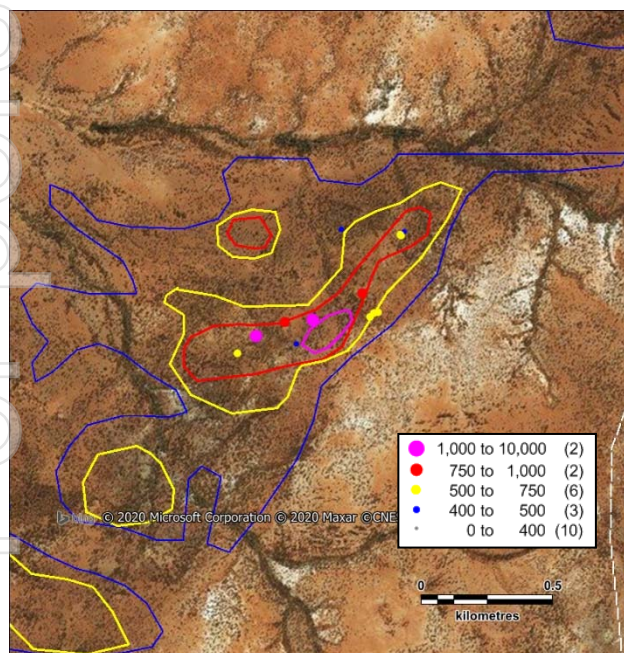 1,000 to 10,000 (2)
750 to 1,000 (2)
500 to 750 (6)
400 to 500 (3)
0 to 400 (10)
© 2020 Microsoft Corporation © 2020 Maxar ©CNE
0 0.5
kilometres